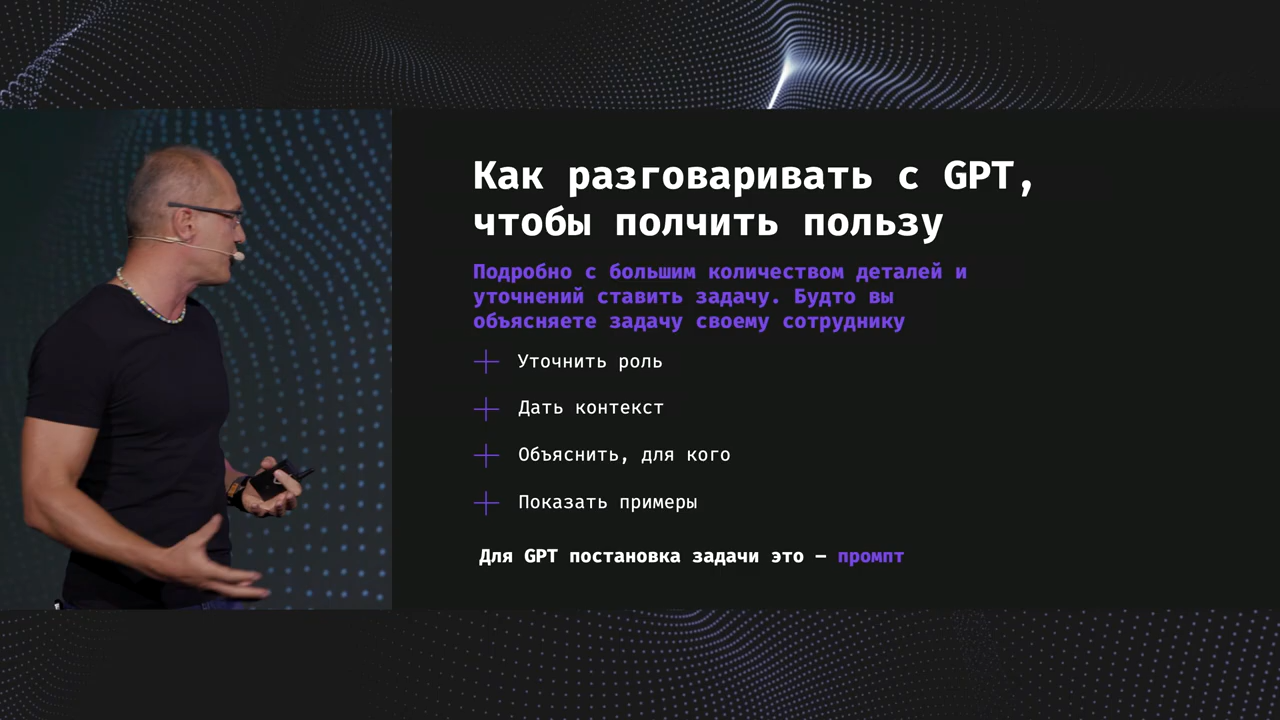 Как разговаривать с GPT,
чтобы полчить пользу
Подробно с большим количеством деталей и
уточнений ставить задачу. Будто вы
объясняете задачу своему сотруднику
Уточнить роль
Дать контекст
Объяснить, для кого
Показать примеры
Для GPT постановка задачи это – промпт